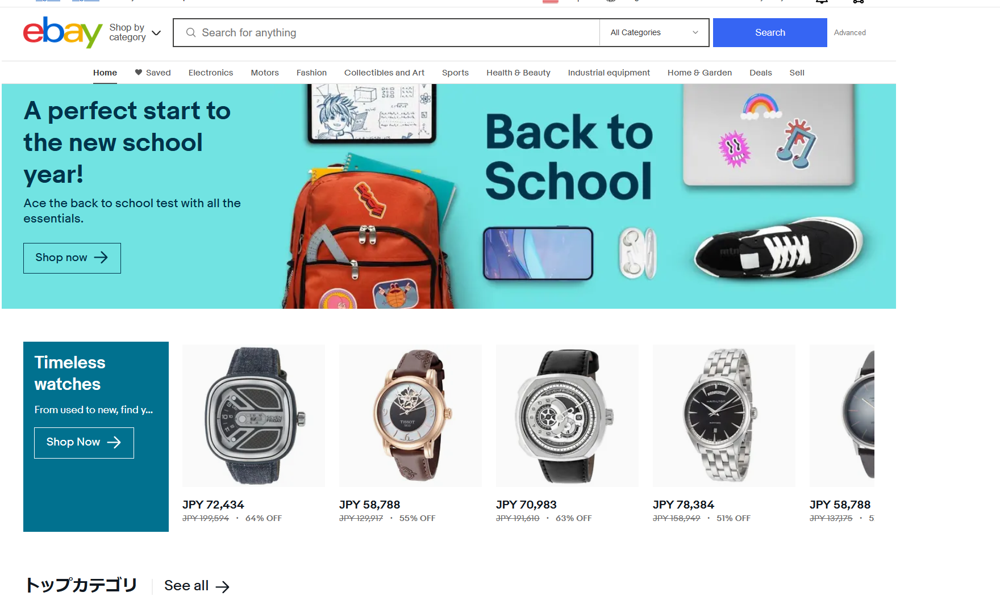 ebay
Shop by
category
Search for anything
All Categories
Search
Advanced
Home
Saved
Electronics
Motors
Fashion
Collectibles and Art
Sports
Health & Beauty
Industrial equipment
Home & Garden
Deals
Sell
A perfect start to
the new school
year!
Ace the back to school test with all the
essentials.
Shop now
Back to
School
Timeless
watches
From used to new, find y...
Shop Now
SEVEN
FRIDAY
TISSOT
SEVENFRIDAY
HAMILTON
JPY 72,434
JPY 199,594 · 64% OFF
JPY 58,788
JPY 129,917 · 55% OFF
JPY 70,983
JPY 191,610 · 63% OFF
JPY 78,384
JPY 158,949 · 51% OFF
JPY 58,788
JPY 137,175 · 5
トップカテゴリ
See all